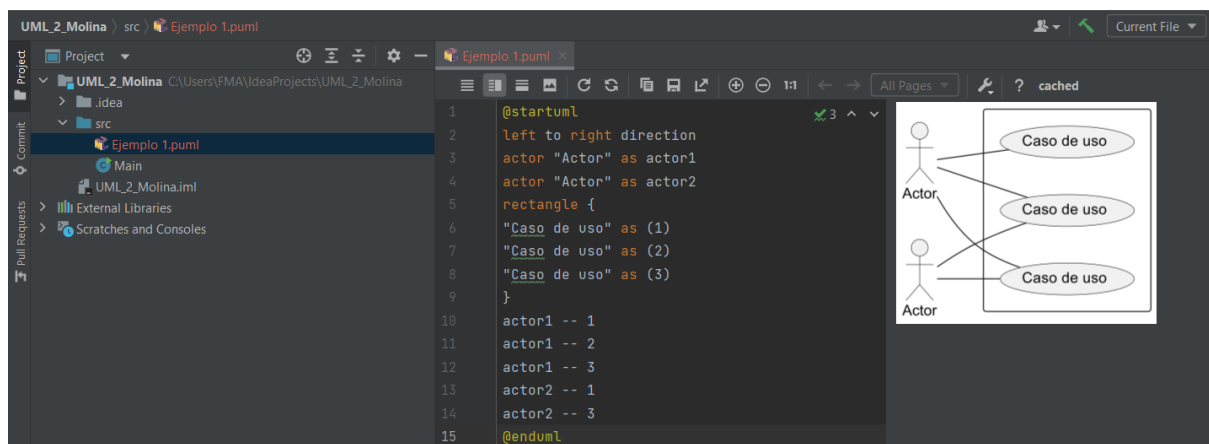 UML_2_Molina 〉 src 〉 Ejemplo 1.puml
Current File
Project
Commit
Pull Requests
Project
UML_2_Molina C:\Users\FMA\IdeaProjects\UML_2_Molina
.idea
src
Ejemplo 1.puml
Main
UML_2_Molina.iml
External Libraries
Scratches and Consoles
Ejemplo 1.puml
1:1
All Pages
?
cached
3
1 @startuml
2 left to right direction
3 actor "Actor" as actor1
4 actor "Actor" as actor2
5 rectangle {
6 "Caso de uso" as (1)
7 "Caso de uso" as (2)
8 "Caso de uso" as (3)
9 }
10 actor1 -- 1
11 actor1 -- 2
12 actor1 -- 3
13 actor2 -- 1
14 actor2 -- 3
15 @enduml
Caso de uso
Actor
Caso de uso
Caso de uso
Actor